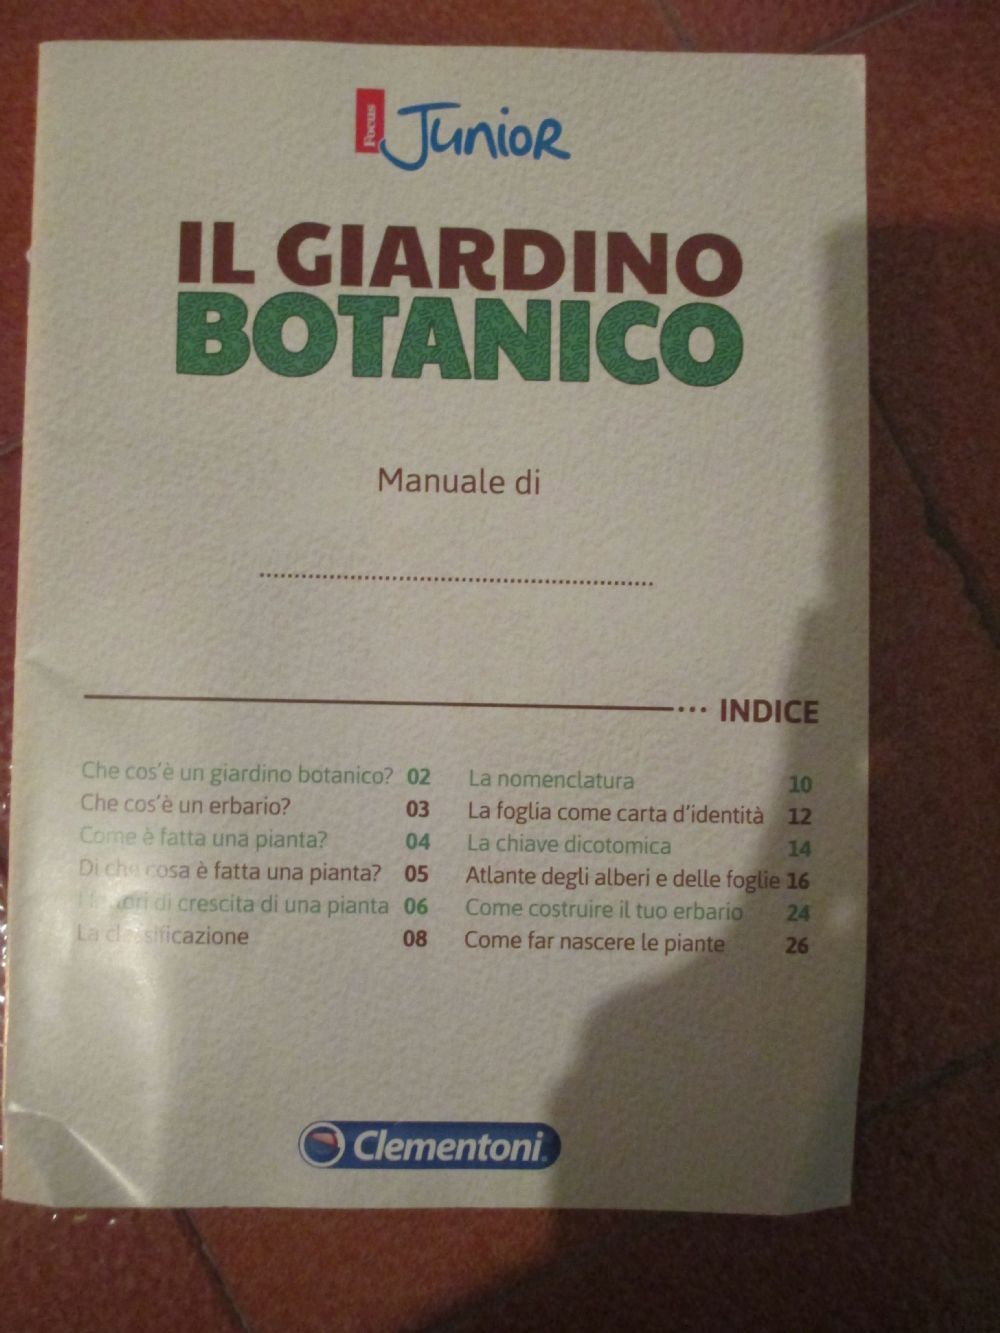 Focus
Junior
IL GIARDINO
BOTANICO
Manuale di
INDICE
Che cos'è un giardino botanico? 02
Che cos'è un erbario? 03
Come è fatta una pianta? 04
Di che cosa è fatta una pianta? 05
I fattori di crescita di una pianta 06
La classificazione 08
La nomenclatura 10
La foglia come carta d'identità 12
La chiave dicotomica 14
Atlante degli alberi e delle foglie 16
Come costruire il tuo erbario 24
Come far nascere le piante 26
Clementoni